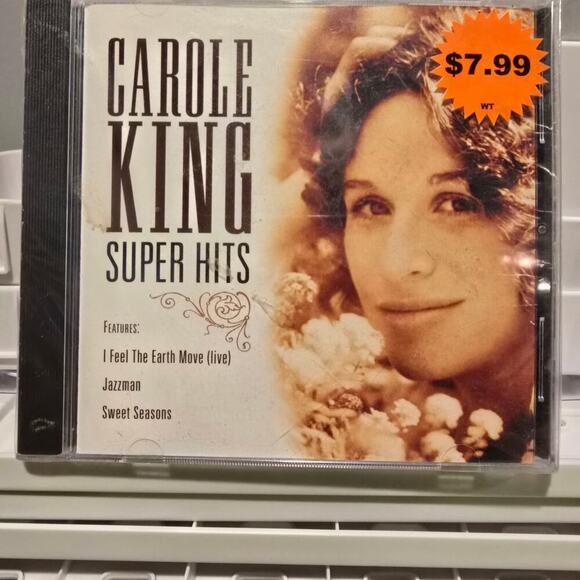 CAROLE
KING
SUPER HITS
$7.99
WT
FEATURES:
I Feel The Earth Move (live)
Jazzman
Sweet Seasons